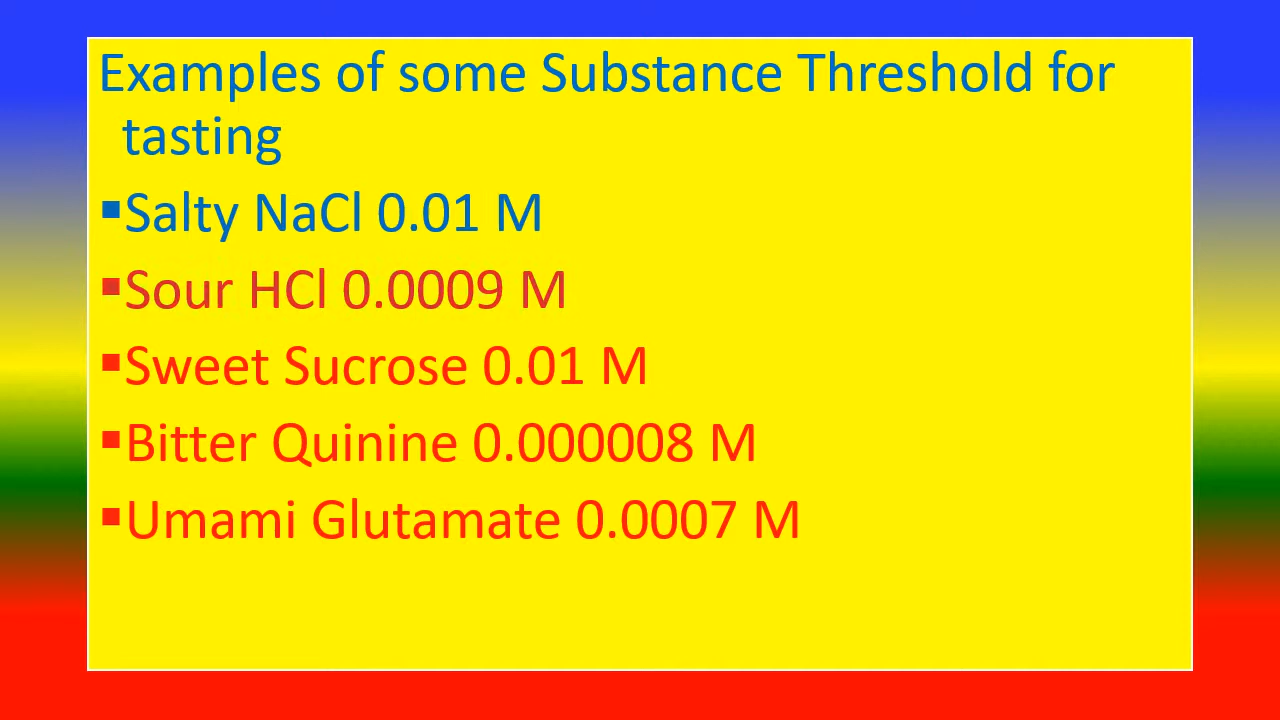 Examples of some Substance Threshold for
tasting
▪Salty NaCl 0.01 M
▪Sour HCl 0.0009 M
▪Sweet Sucrose 0.01 M
▪Bitter Quinine 0.000008 M
▪Umami Glutamate 0.0007 M